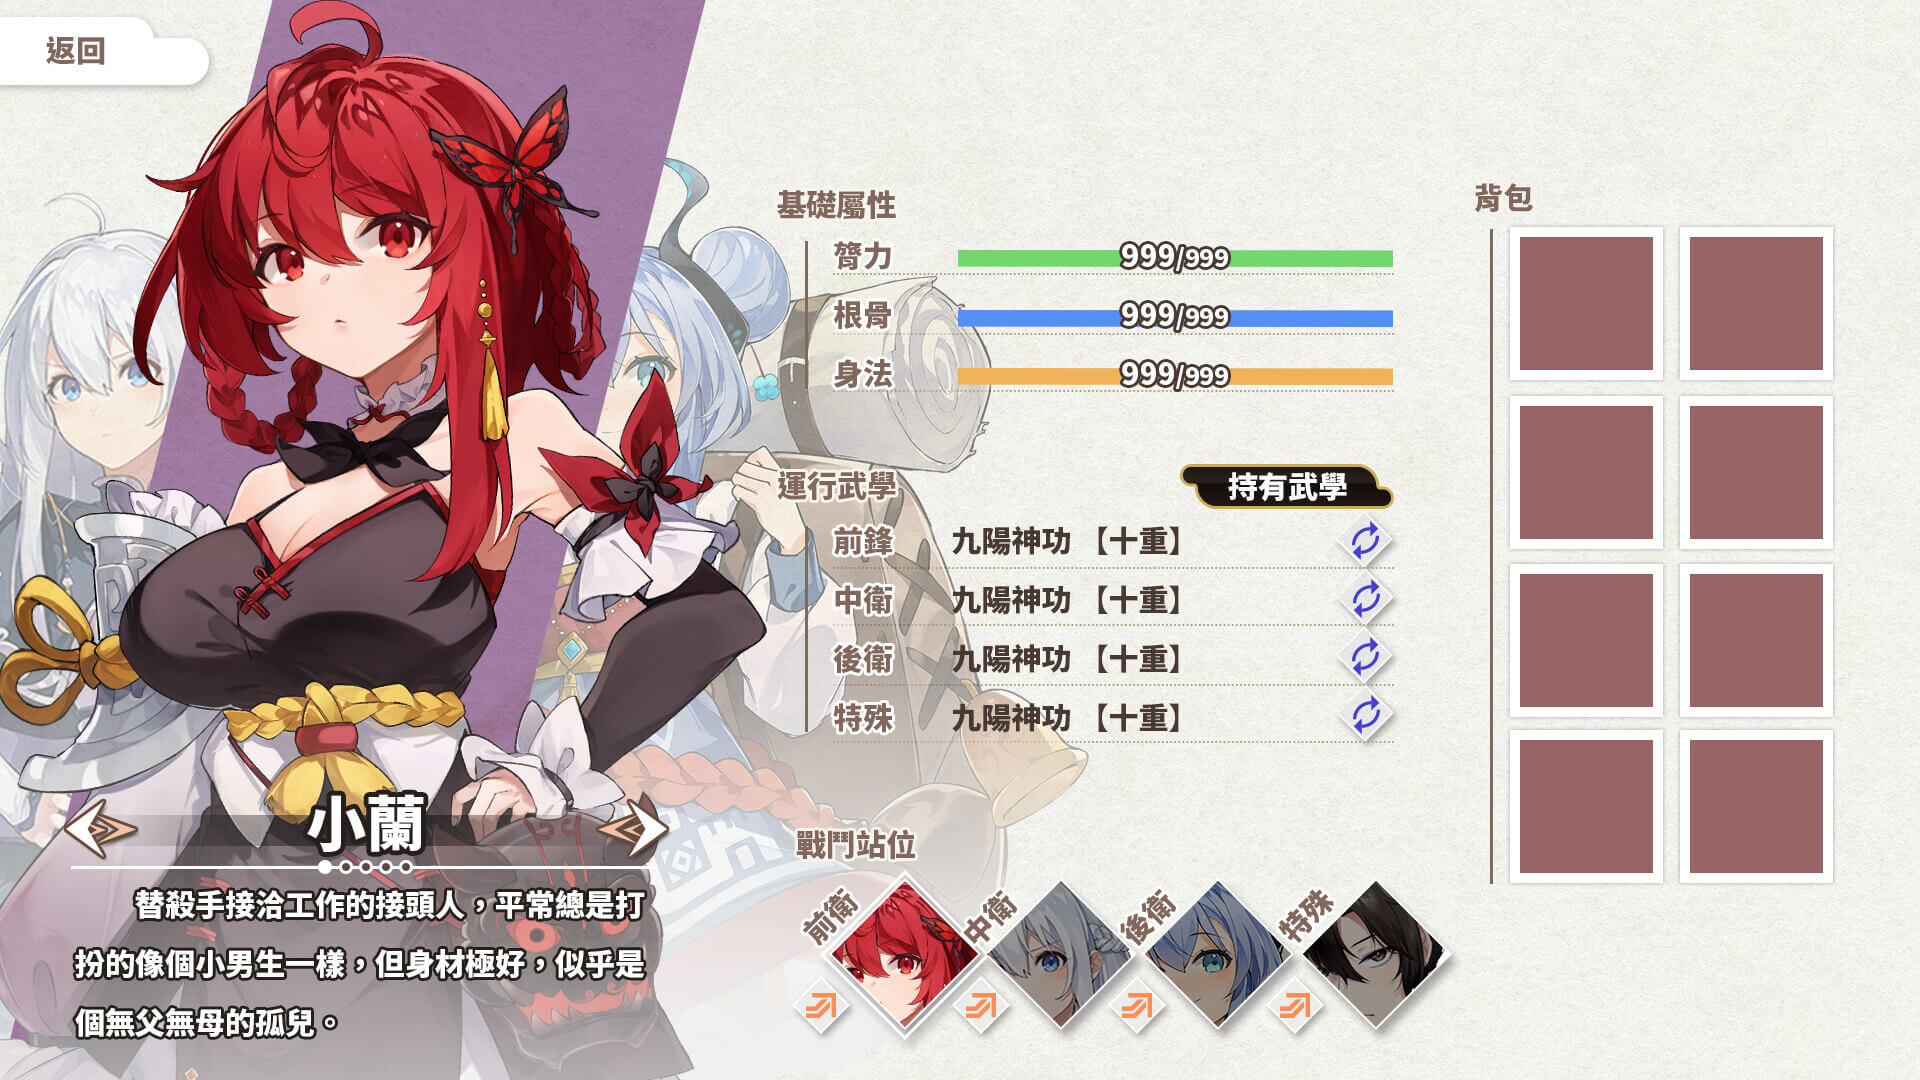 返回
基礎屬性
膂力 999/999
根骨 999/999
身法 999/999
運行武學
持有武學
前鋒 九陽神功 【十重】
中衛 九陽神功 【十重】
後衛 九陽神功 【十重】
特殊 九陽神功 【十重】
戰鬥站位
前衛
中衛
後衛
特殊
背包
小蘭
替殺手接洽工作的接頭人，平常總是打
扮的像個小男生一樣，但身材極好，似乎是
個無父無母的孤兒。